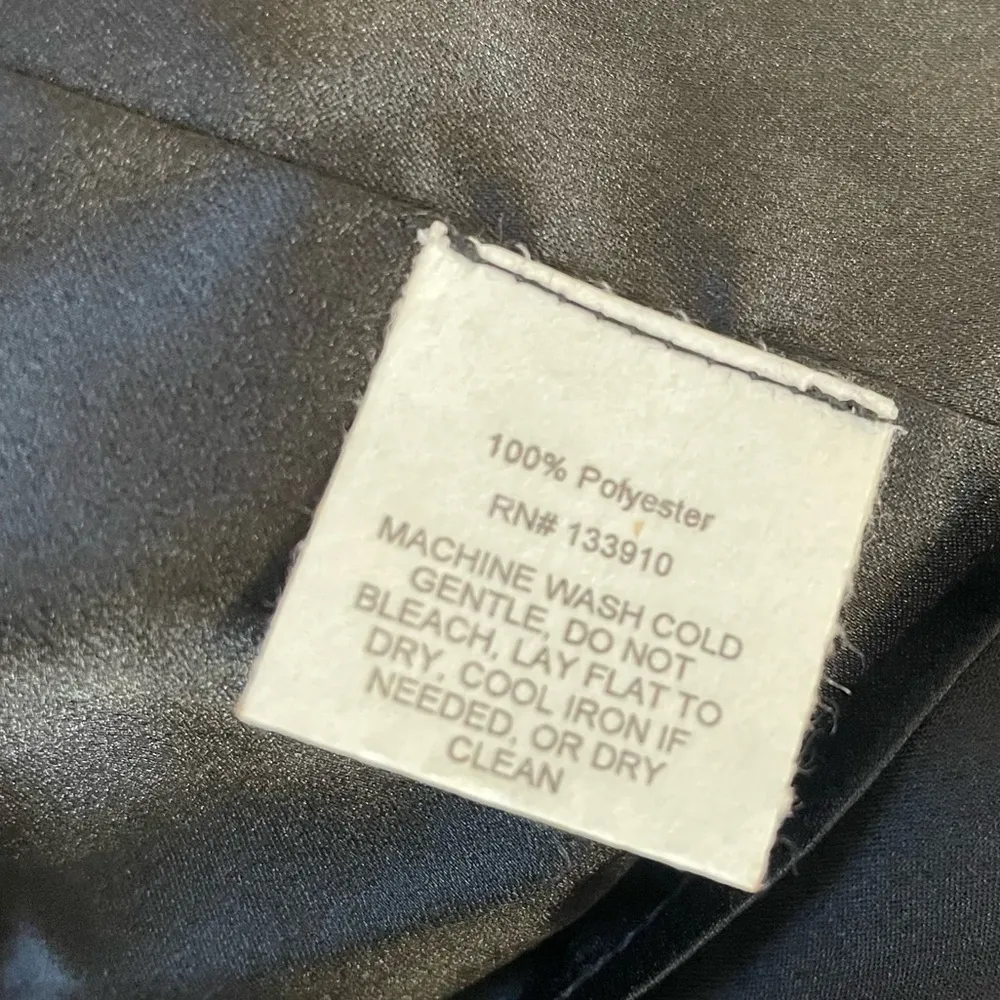 100% Polyester
RN# 133910
MACHINE WASH COLD
GENTLE, DO NOT
BLEACH, LAY FLAT TO
DRY, COOL IRON IF
NEEDED, OR DRY
CLEAN